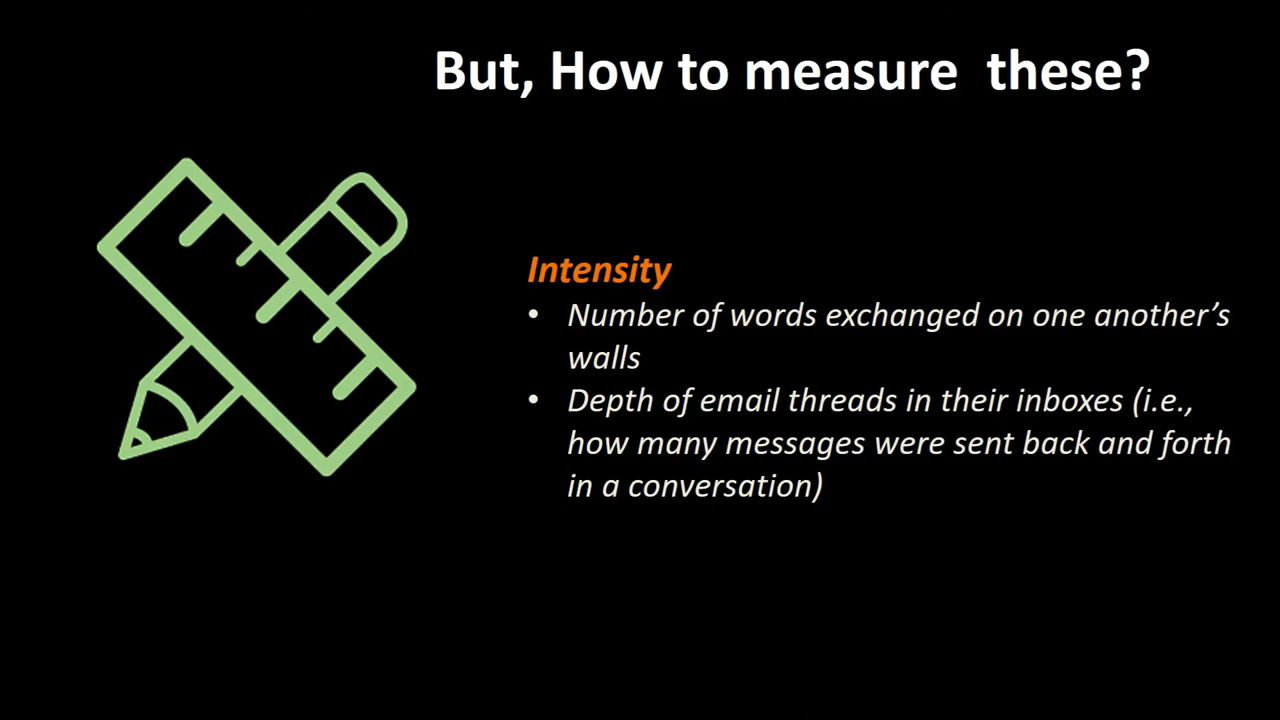 But, How to measure  these?
Intensity
• Number of words exchanged on one another’s
walls
• Depth of email threads in their inboxes (i.e.,
how many messages were sent back and forth
in a conversation)